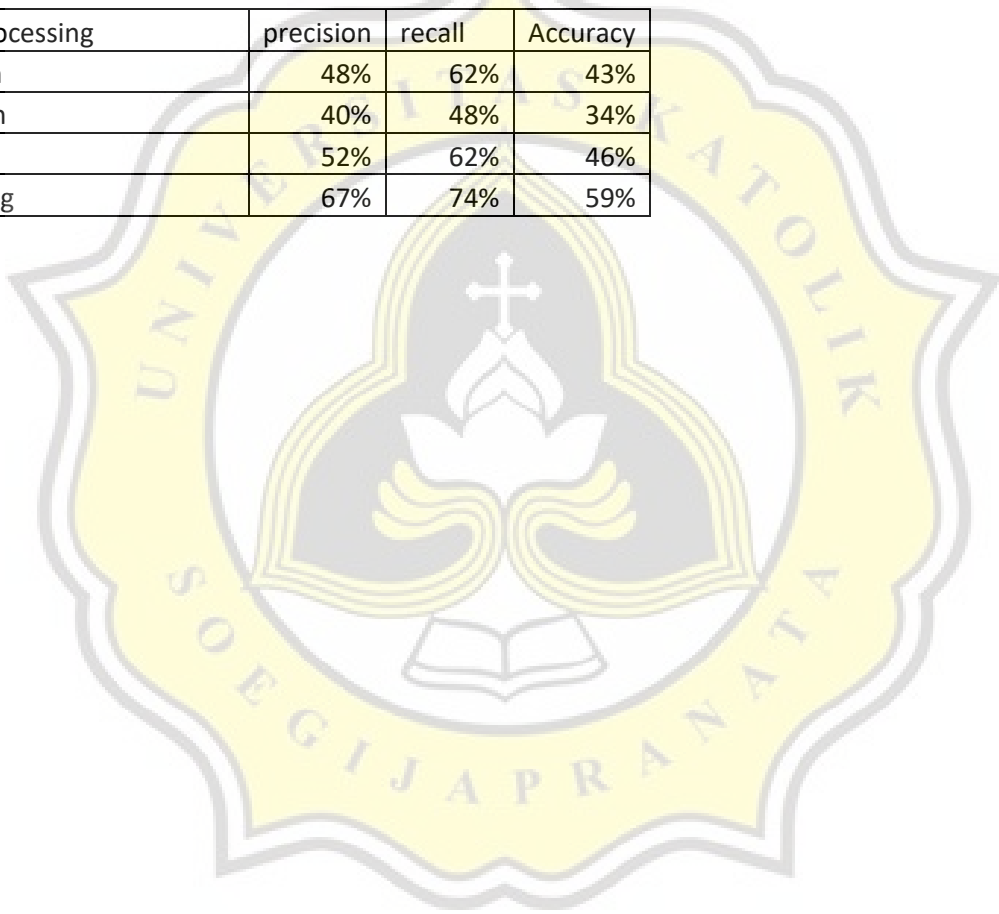 ocessing precision recall Accuracy
48% 62% 43%
n 40% 48% 34%
52% 62% 46%
g 67% 74% 59%
UNIVERSITAS KATOLIK
SOEGIJAPRANATA